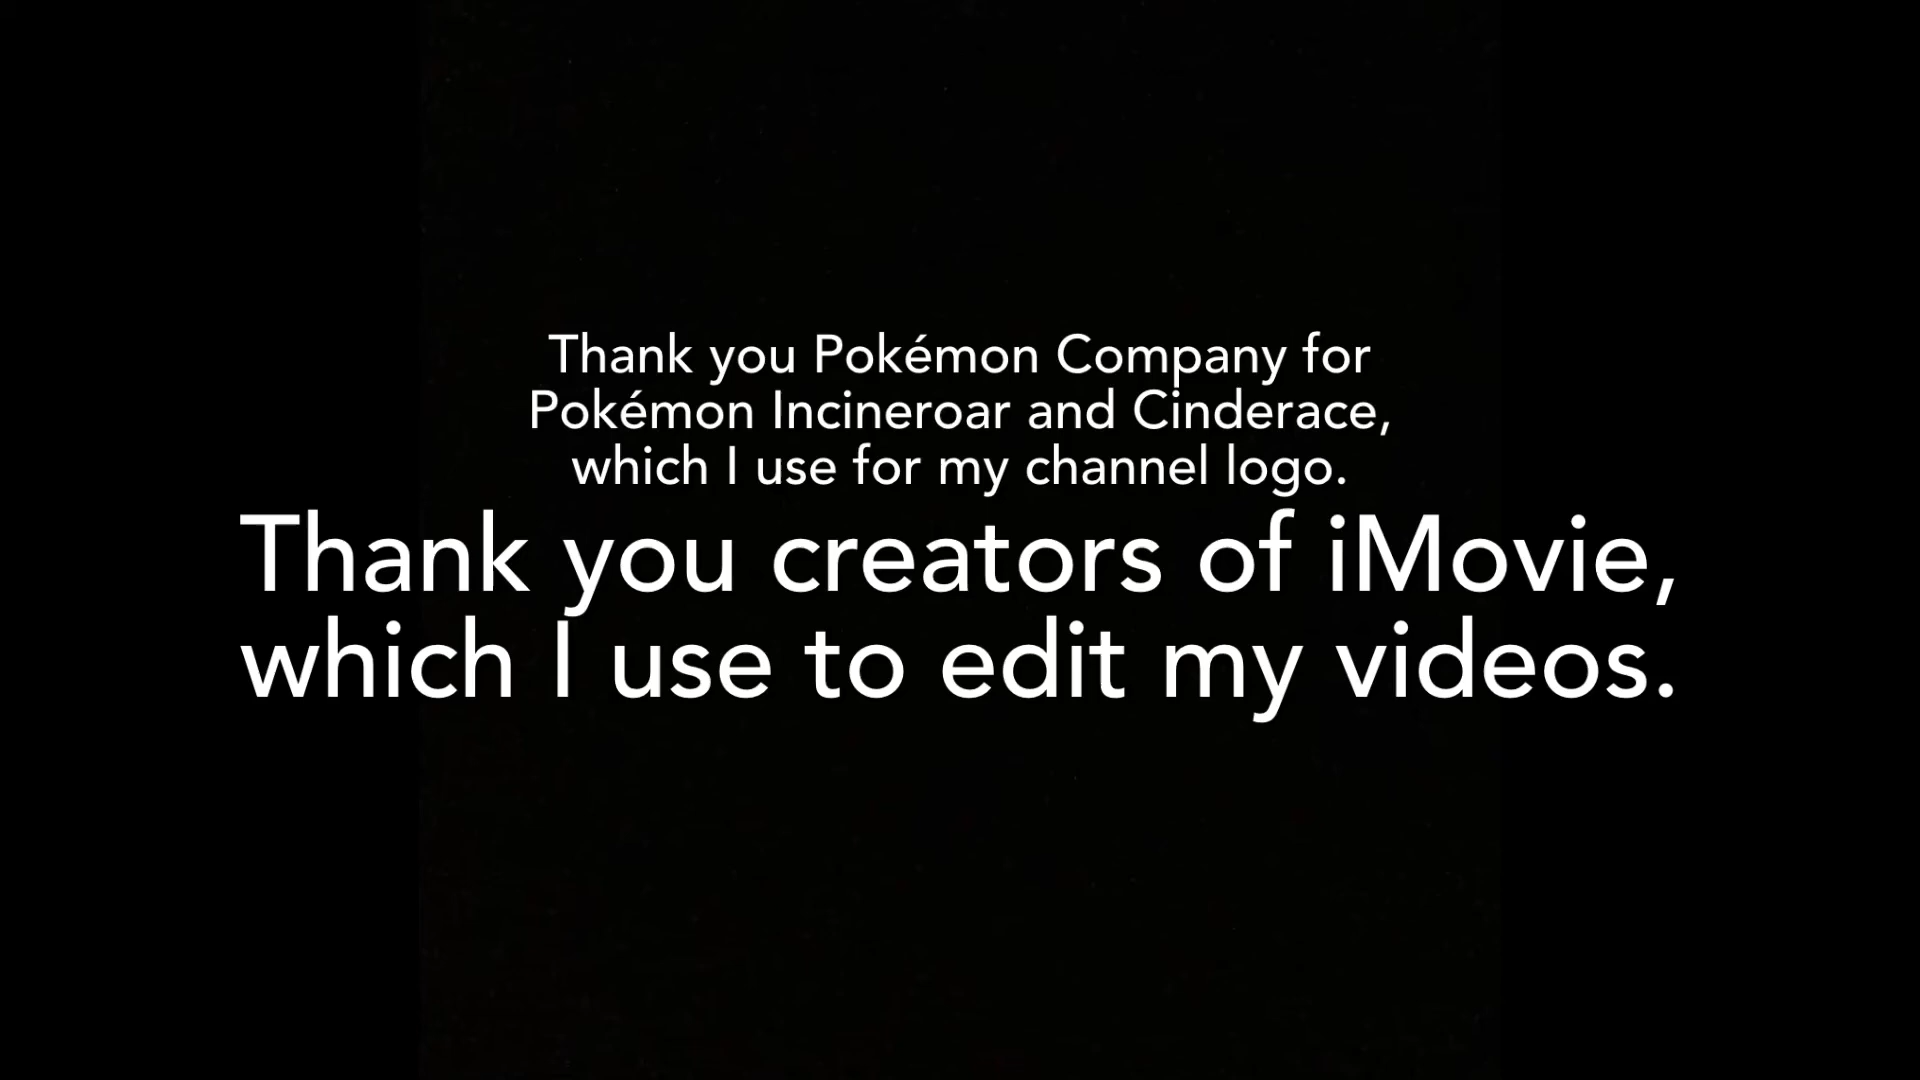 Thank you Pokémon Company for
Pokémon Incineroar and Cinderace,
which I use for my channel logo.
Thank you creators of iMovie,
which I use to edit my videos.